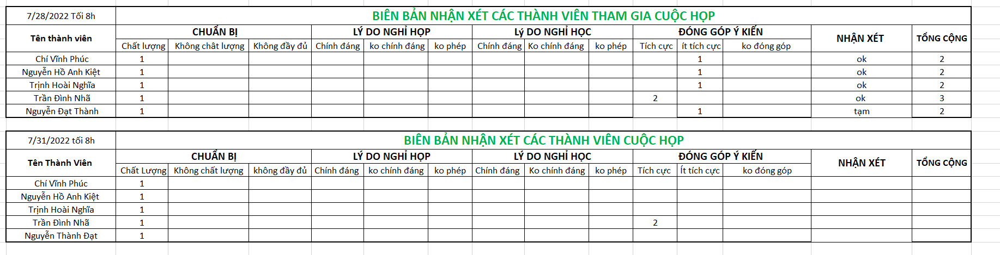 7/28/2022 Tối 8h BIÊN BẢN NHẬN XÉT CÁC THÀNH VIÊN THAM GIA CUỘC HỌP
Tên thành viên CHUẨN BỊ LÝ DO NGHỈ HỌP Lý DO NGHỈ HỌC ĐÓNG GÓP Ý KIẾN NHẬN XÉT TỔNG CỘNG
Chất lượng Không chât lượng Không đầy đủ Chính đáng ko chính đáng ko phép Chính đáng Ko chính đáng ko phép Tích cực ít tích cực ko đóng góp
Chí Vĩnh Phúc 1 1 ok 2
Nguyễn Hồ Anh Kiệt 1 1 ok 2
Trịnh Hoài Nghĩa 1 1 ok 2
Trần Đình Nhã 1 2 ok 3
Nguyễn Đạt Thành 1 1 tạm 2
7/31/2022 tối 8h BIÊN BẢN NHẬN XÉT CÁC THÀNH VIÊN CUỘC HỌP
Tên Thành Viên CHUẨN BỊ LÝ DO NGHỈ HỌP LÝ DO NGHỈ HỌC ĐÓNG GÓP Ý KIẾN NHẬN XÉT TỔNG CỘNG
Chất Lượng Không chất lượng không đầy đủ Chính đáng ko chính đáng ko phép Chính đáng Ko chính đáng ko phép Tích cực Ít tích cực ko đóng góp
Chí Vĩnh Phúc 1
Nguyễn Hồ Anh Kiệt 1
Trịnh Hoài Nghĩa 1
Trần Đình Nhã 1 2
Nguyễn Thành Đạt 1